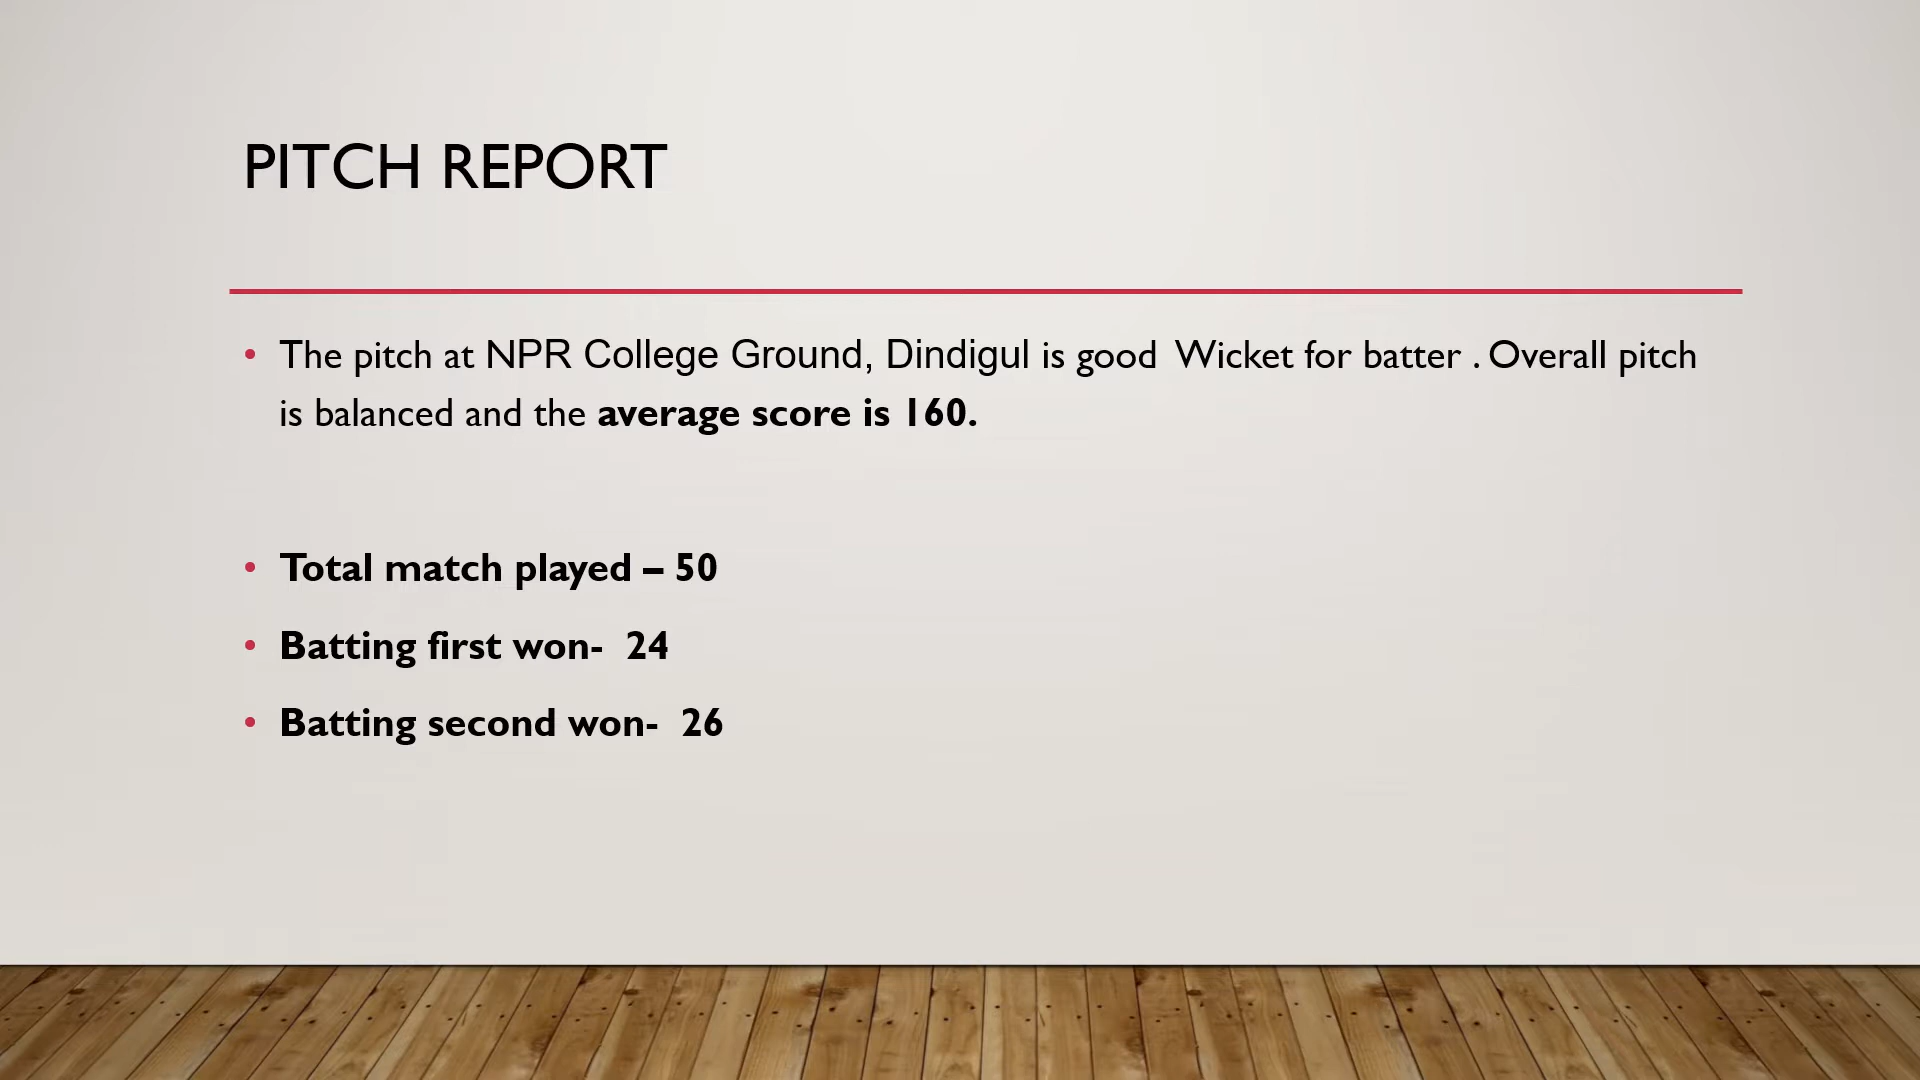 PITCH REPORT
• The pitch at NPR College Ground, Dindigul is good  Wicket for batter . Overall pitch
is balanced and the average score is 160.
• Total match played – 50
• Batting first won-  24
• Batting second won-  26